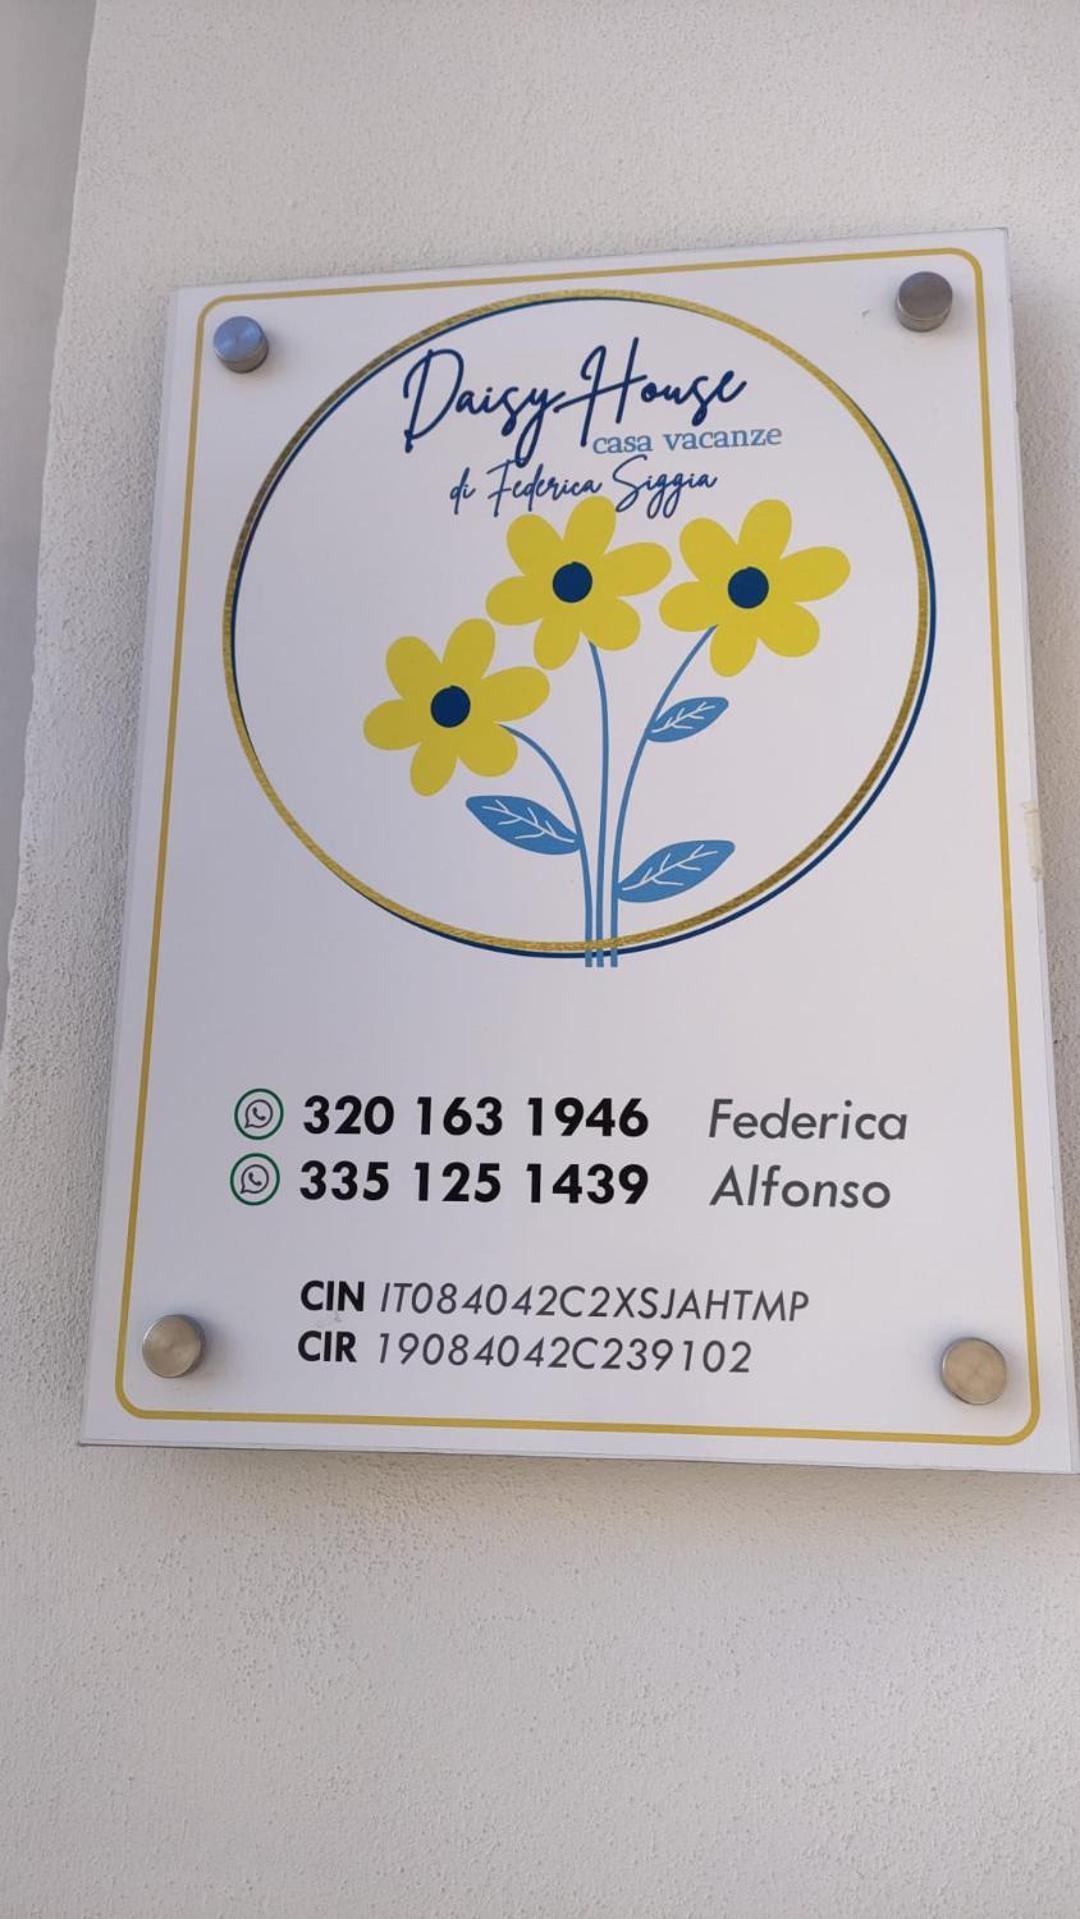 Daisy House
casa vacanze
di Federica Siggia
320 163 1946 Federica
335 125 1439 Alfonso
CIN IT084042C2XSJAHTMP
CIR 19084042C239102